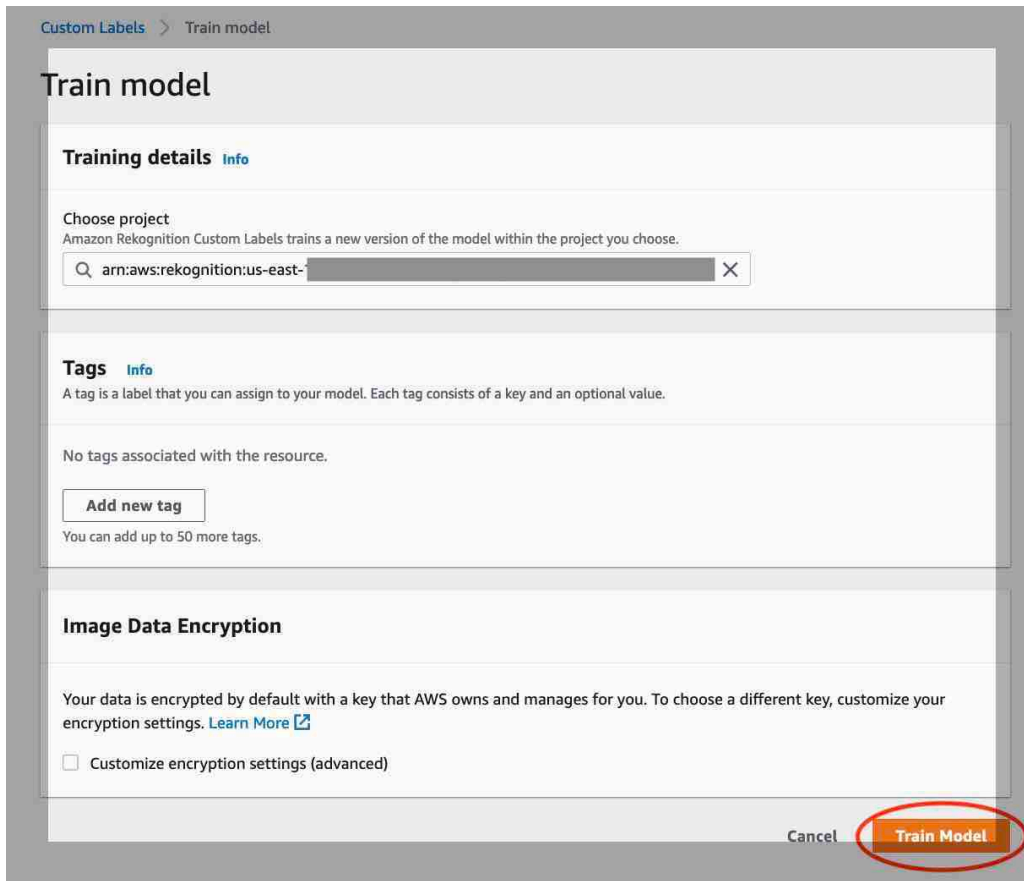 Custom Labels > Train model
Train model
Training details Info
Choose project
Amazon Rekognition Custom Labels trains a new version of the model within the project you choose.
arn:aws:rekognition:us-east-
Tags Info
A tag is a label that you can assign to your model. Each tag consists of a key and an optional value.
No tags associated with the resource.
Add new tag
You can add up to 50 more tags.
Image Data Encryption
Your data is encrypted by default with a key that AWS owns and manages for you. To choose a different key, customize your
encryption settings. Learn More
Customize encryption settings (advanced)
Cancel Train Model